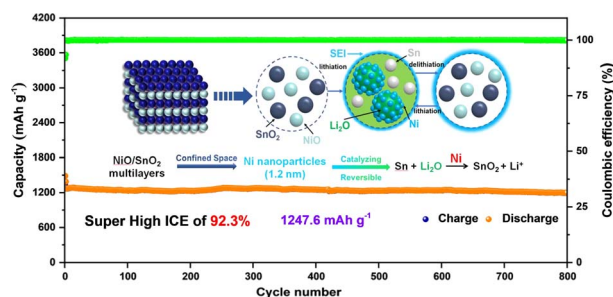 4200
3600
3000
2400
1800
1200
600
0
Capacity (mAh g⁻¹)
100
75
50
25
0
Coulombic efficiency (%)
SEI
lithiation
Sn
delithiation
lithiation
SnO₂
NiO
Li₂O
Ni
NiO/SnO₂
multilayers
Confined Space
Ni nanoparticles
(1.2 nm)
Catalyzing
Reversible
Sn + Li₂O
Ni
SnO₂ + Li⁺
Super High ICE of 92.3%
1247.6 mAh g⁻¹
Charge
Discharge
0
100
200
300
400
500
600
700
800
Cycle number